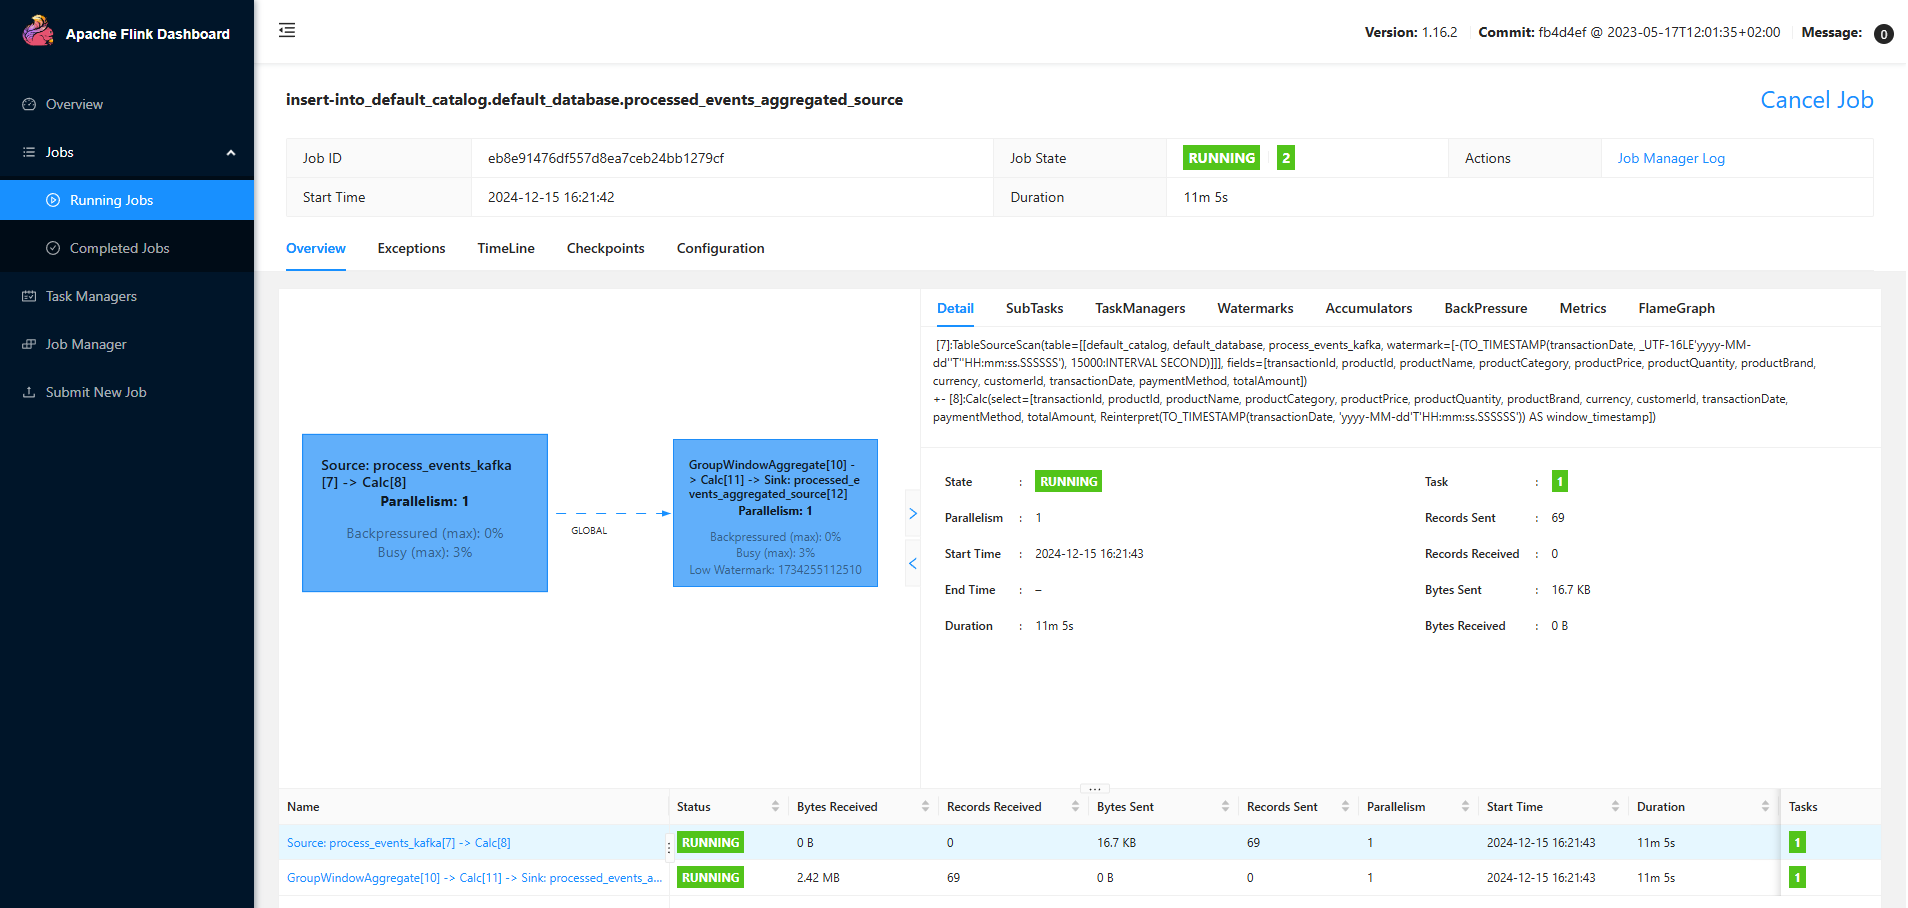 Apache Flink Dashboard
Version: 1.16.2 Commit: fb4d4ef @ 2023-05-17T12:01:35+02:00 Message: 0
Overview
Jobs
Running Jobs
Completed Jobs
Task Managers
Job Manager
Submit New Job
insert-into_default_catalog.default_database.processed_events_aggregated_source
Cancel Job
Job ID eb8e91476df557d8ea7ceb24bb1279cf Job State RUNNING 2 Actions Job Manager Log
Start Time 2024-12-15 16:21:42 Duration 11m 5s
Overview Exceptions TimeLine Checkpoints Configuration
Source: process_events_kafka
[7] -> Calc[8]
Parallelism: 1
Backpressured (max): 0%
Busy (max): 3%
GLOBAL
GroupWindowAggregate[10] -
> Calc[11] -> Sink: processed_e
vents_aggregated_source[12]
Parallelism: 1
Backpressured (max): 0%
Busy (max): 3%
Low Watermark: 1734255112510
Detail SubTasks TaskManagers Watermarks Accumulators BackPressure Metrics FlameGraph
[7]:TableSourceScan(table=[[default_catalog, default_database, process_events_kafka, watermark=[-(TO_TIMESTAMP(transactionDate, _UTF-16LE'yyyy-MM-
dd''T''HH:mm:ss.SSSSSS'), 15000:INTERVAL SECOND)]]], fields=[transactionId, productId, productName, productCategory, productPrice, productQuantity, productBrand,
currency, customerId, transactionDate, paymentMethod, totalAmount])
+- [8]:Calc(select=[transactionId, productId, productName, productCategory, productPrice, productQuantity, productBrand, currency, customerId, transactionDate,
paymentMethod, totalAmount, Reinterpret(TO_TIMESTAMP(transactionDate, 'yyyy-MM-dd'T'HH:mm:ss.SSSSSS')) AS window_timestamp])
State : RUNNING Task : 1
Parallelism : 1 Records Sent : 69
Start Time : 2024-12-15 16:21:43 Records Received : 0
End Time : – Bytes Sent : 16.7 KB
Duration : 11m 5s Bytes Received : 0 B
Name Status Bytes Received Records Received Bytes Sent Records Sent Parallelism Start Time Duration Tasks
Source: process_events_kafka[7] -> Calc[8] RUNNING 0 B 0 16.7 KB 69 1 2024-12-15 16:21:43 11m 5s 1
GroupWindowAggregate[10] -> Calc[11] -> Sink: processed_events_a... RUNNING 2.42 MB 69 0 B 0 1 2024-12-15 16:21:43 11m 5s 1